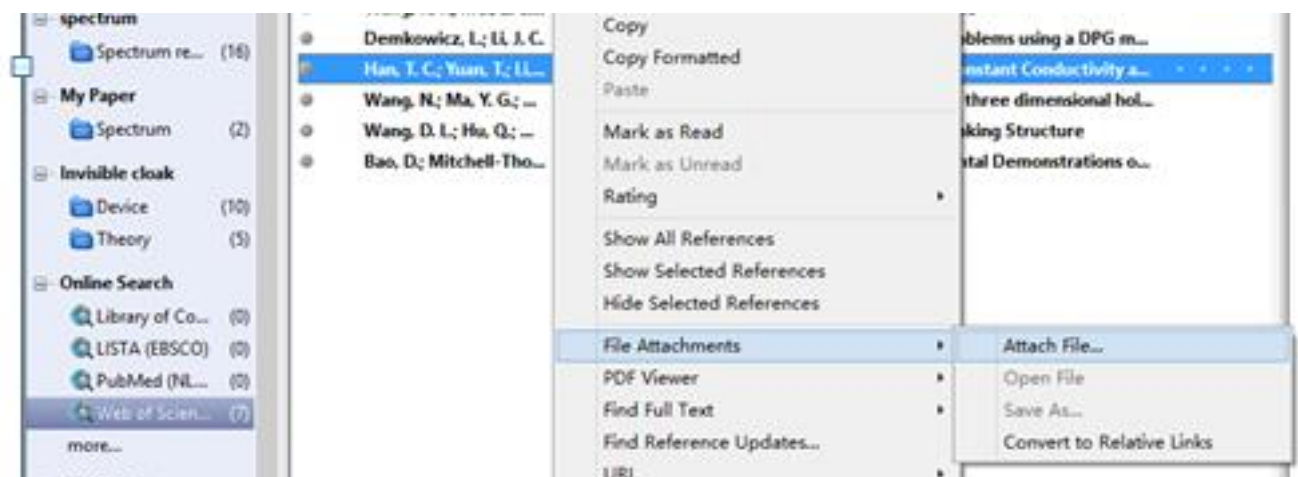 spectrum
Spectrum re... (16)
My Paper
Spectrum (2)
Invisible cloak
Device (10)
Theory (5)
Online Search
Library of Co... (0)
LISTA (EBSCO) (0)
PubMed (NL... (0)
Web of Scien... (7)
more...
Demkowicz, L.; Li, J. C.
Han, T. C.; Yuan, T.; Li,...
Wang, N.; Ma, Y. G.; ...
Wang, D. L.; Hu, Q.; ...
Bao, D.; Mitchell-Tho...
Copy
Copy Formatted
Paste
Mark as Read
Mark as Unread
Rating
Show All References
Show Selected References
Hide Selected References
File Attachments
PDF Viewer
Find Full Text
Find Reference Updates...
URL
blems using a DPG m...
nstant Conductivity a...
three dimensional hol...
king Structure
tal Demonstrations o...
Attach File...
Open File
Save As...
Convert to Relative Links